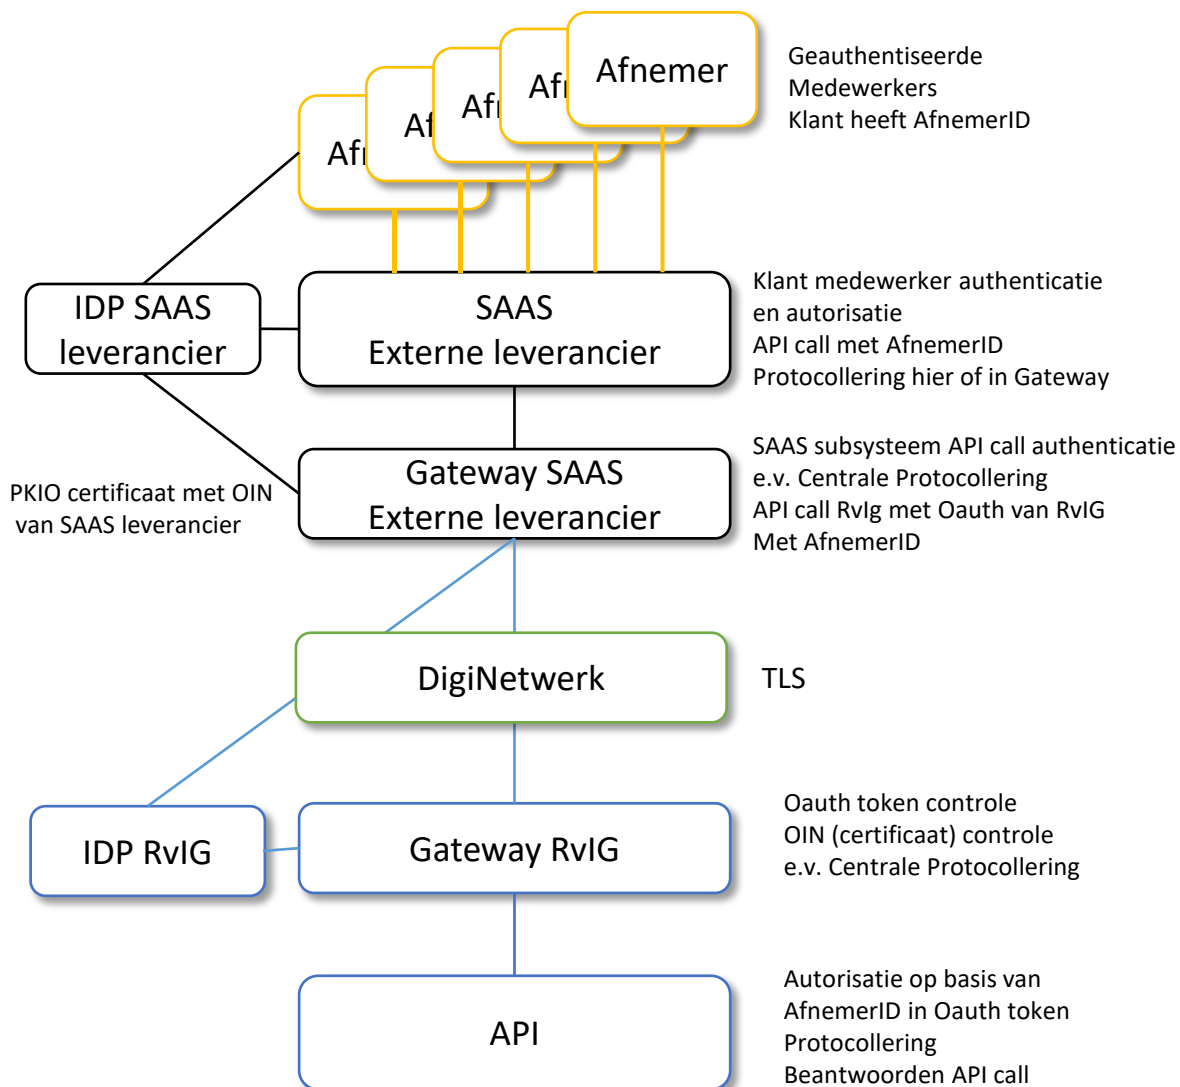 Afnemer
Afn
Afn
Af
Afn
Geauthentiseerde
Medewerkers
Klant heeft AfnemerID
IDP SAAS
leverancier
SAAS
Externe leverancier
Klant medewerker authenticatie
en autorisatie
API call met AfnemerID
Protocollering hier of in Gateway
Gateway SAAS
Externe leverancier
PKIO certificaat met OIN
van SAAS leverancier
SAAS subsysteem API call authenticatie
e.v. Centrale Protocollering
API call RvIg met Oauth van RvIG
Met AfnemerID
DigiNetwerk
TLS
IDP RvIG
Gateway RvIG
Oauth token controle
OIN (certificaat) controle
e.v. Centrale Protocollering
API
Autorisatie op basis van
AfnemerID in Oauth token
Protocollering
Beantwoorden API call